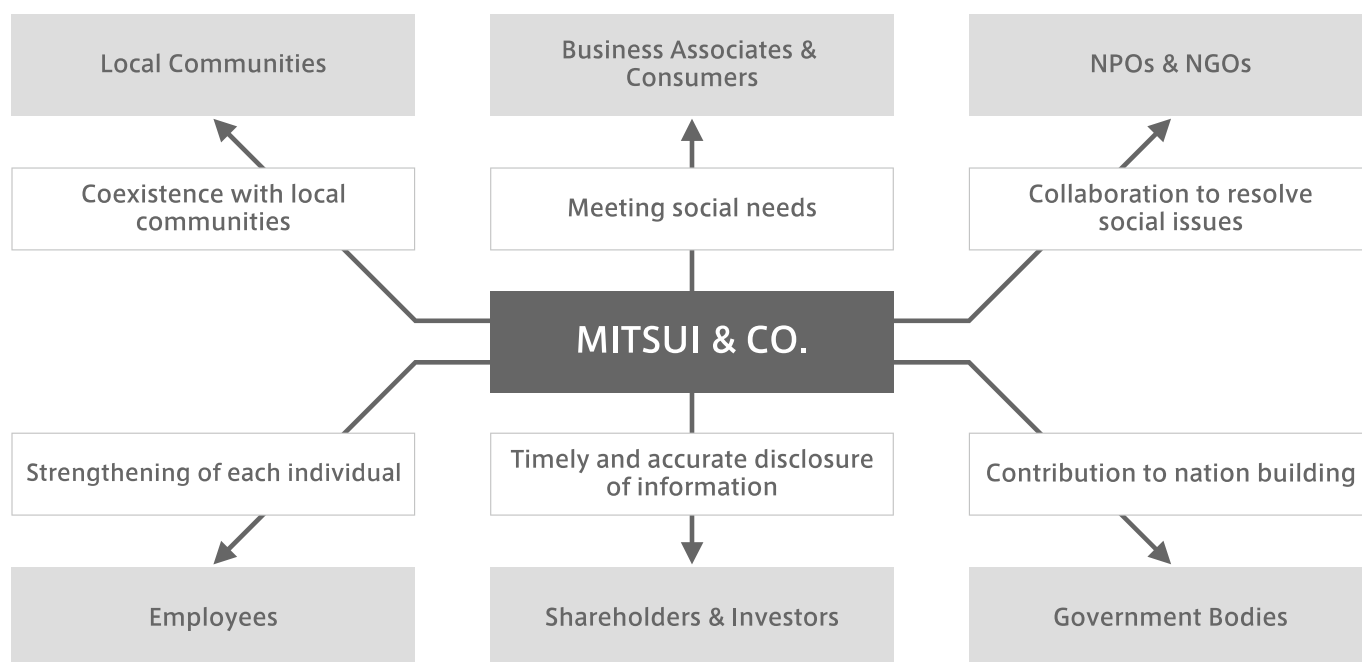 Local Communities
Business Associates &
Consumers
NPOs & NGOs
Coexistence with local
communities
Meeting social needs
Collaboration to resolve
social issues
MITSUI & CO.
Strengthening of each individual
Timely and accurate disclosure
of information
Contribution to nation building
Employees
Shareholders & Investors
Government Bodies